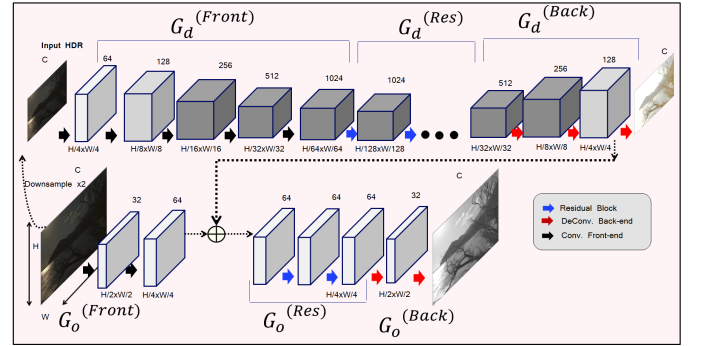 G_d^(Front)
G_d^(Res)
G_d^(Back)
Input HDR
C
64
128
256
512
1024
1024
512
256
128
C
H/4xW/4
H/8xW/8
H/16xW/16
H/32xW/32
H/64xW/64
H/128xW/128
H/32xW/32
H/8xW/8
H/4xW/4
Downsample x2
C
32
64
64
64
64
32
C
H
W
H/2xW/2
H/4xW/4
H/4xW/4
H/2xW/2
G_o^(Front)
G_o^(Res)
G_o^(Back)
Residual Block
DeConv. Back-end
Conv. Front-end